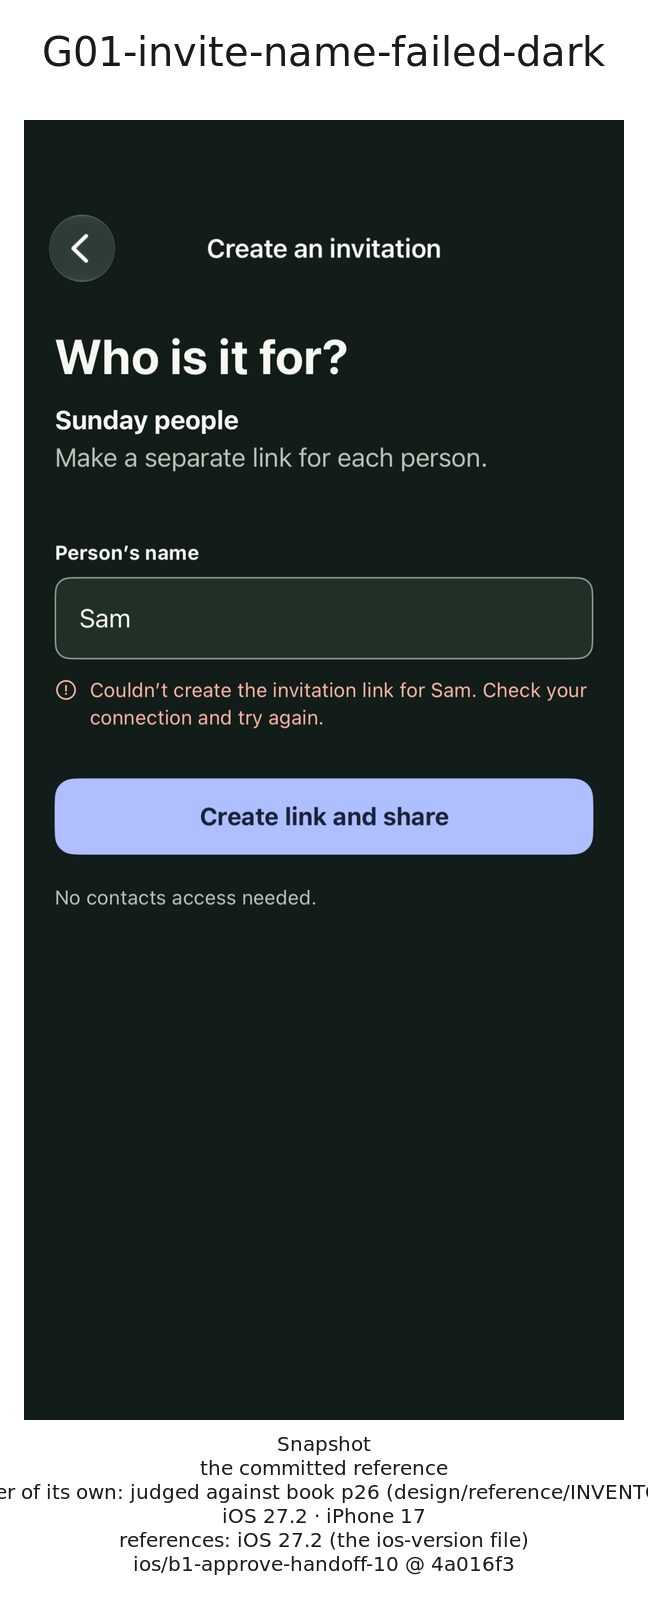 G01-invite-name-failed-dark
Create an invitation
Who is it for?
Sunday people
Make a separate link for each person.
Person’s name
Sam
Couldn’t create the invitation link for Sam. Check your
connection and try again.
Create link and share
No contacts access needed.
Snapshot
the committed reference
of its own: judged against book p26 (design/reference/
iOS 27.2 · iPhone 17
references: iOS 27.2 (the ios-version file)
ios/b1-approve-handoff-10 @ 4a016f3